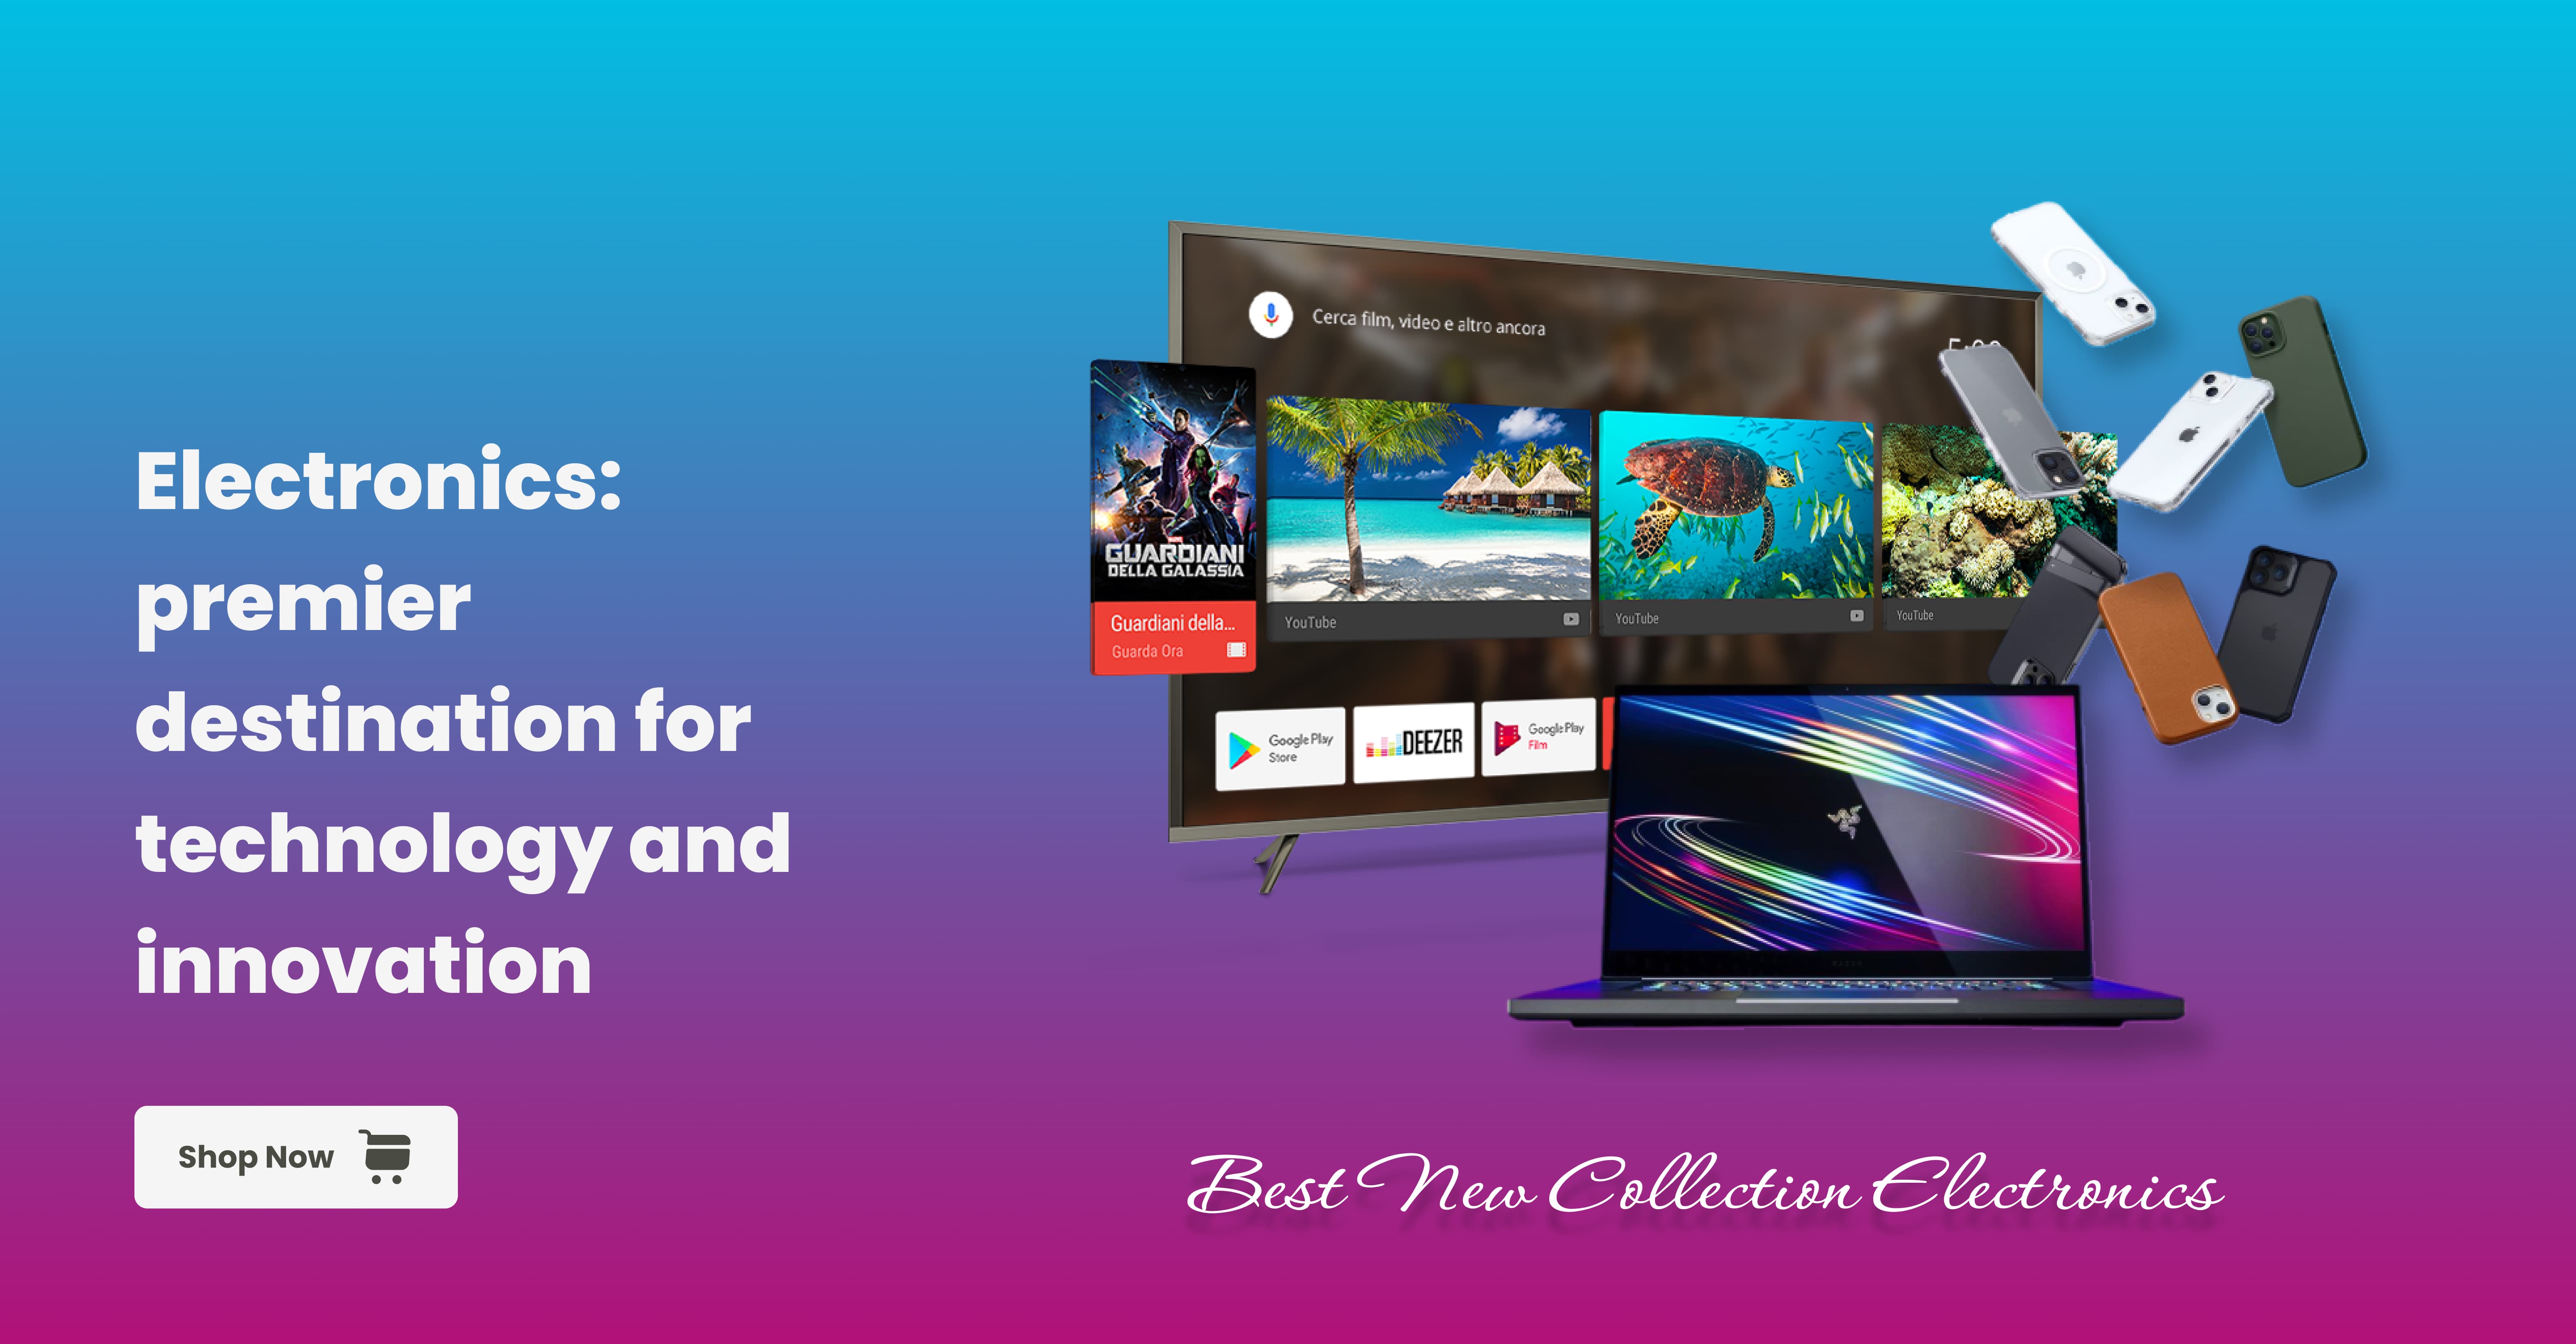 Electronics:
premier
destination for
technology and
innovation
Shop Now
Cerca film, video e altro ancora
MARVEL
GUARDIANI
DELLA GALASSIA
Guardiani della...
Guarda Ora
YouTube
YouTube
YouTube
Google Play
Store
DEEZER
Google Play
Film
Best New Collection Electronics